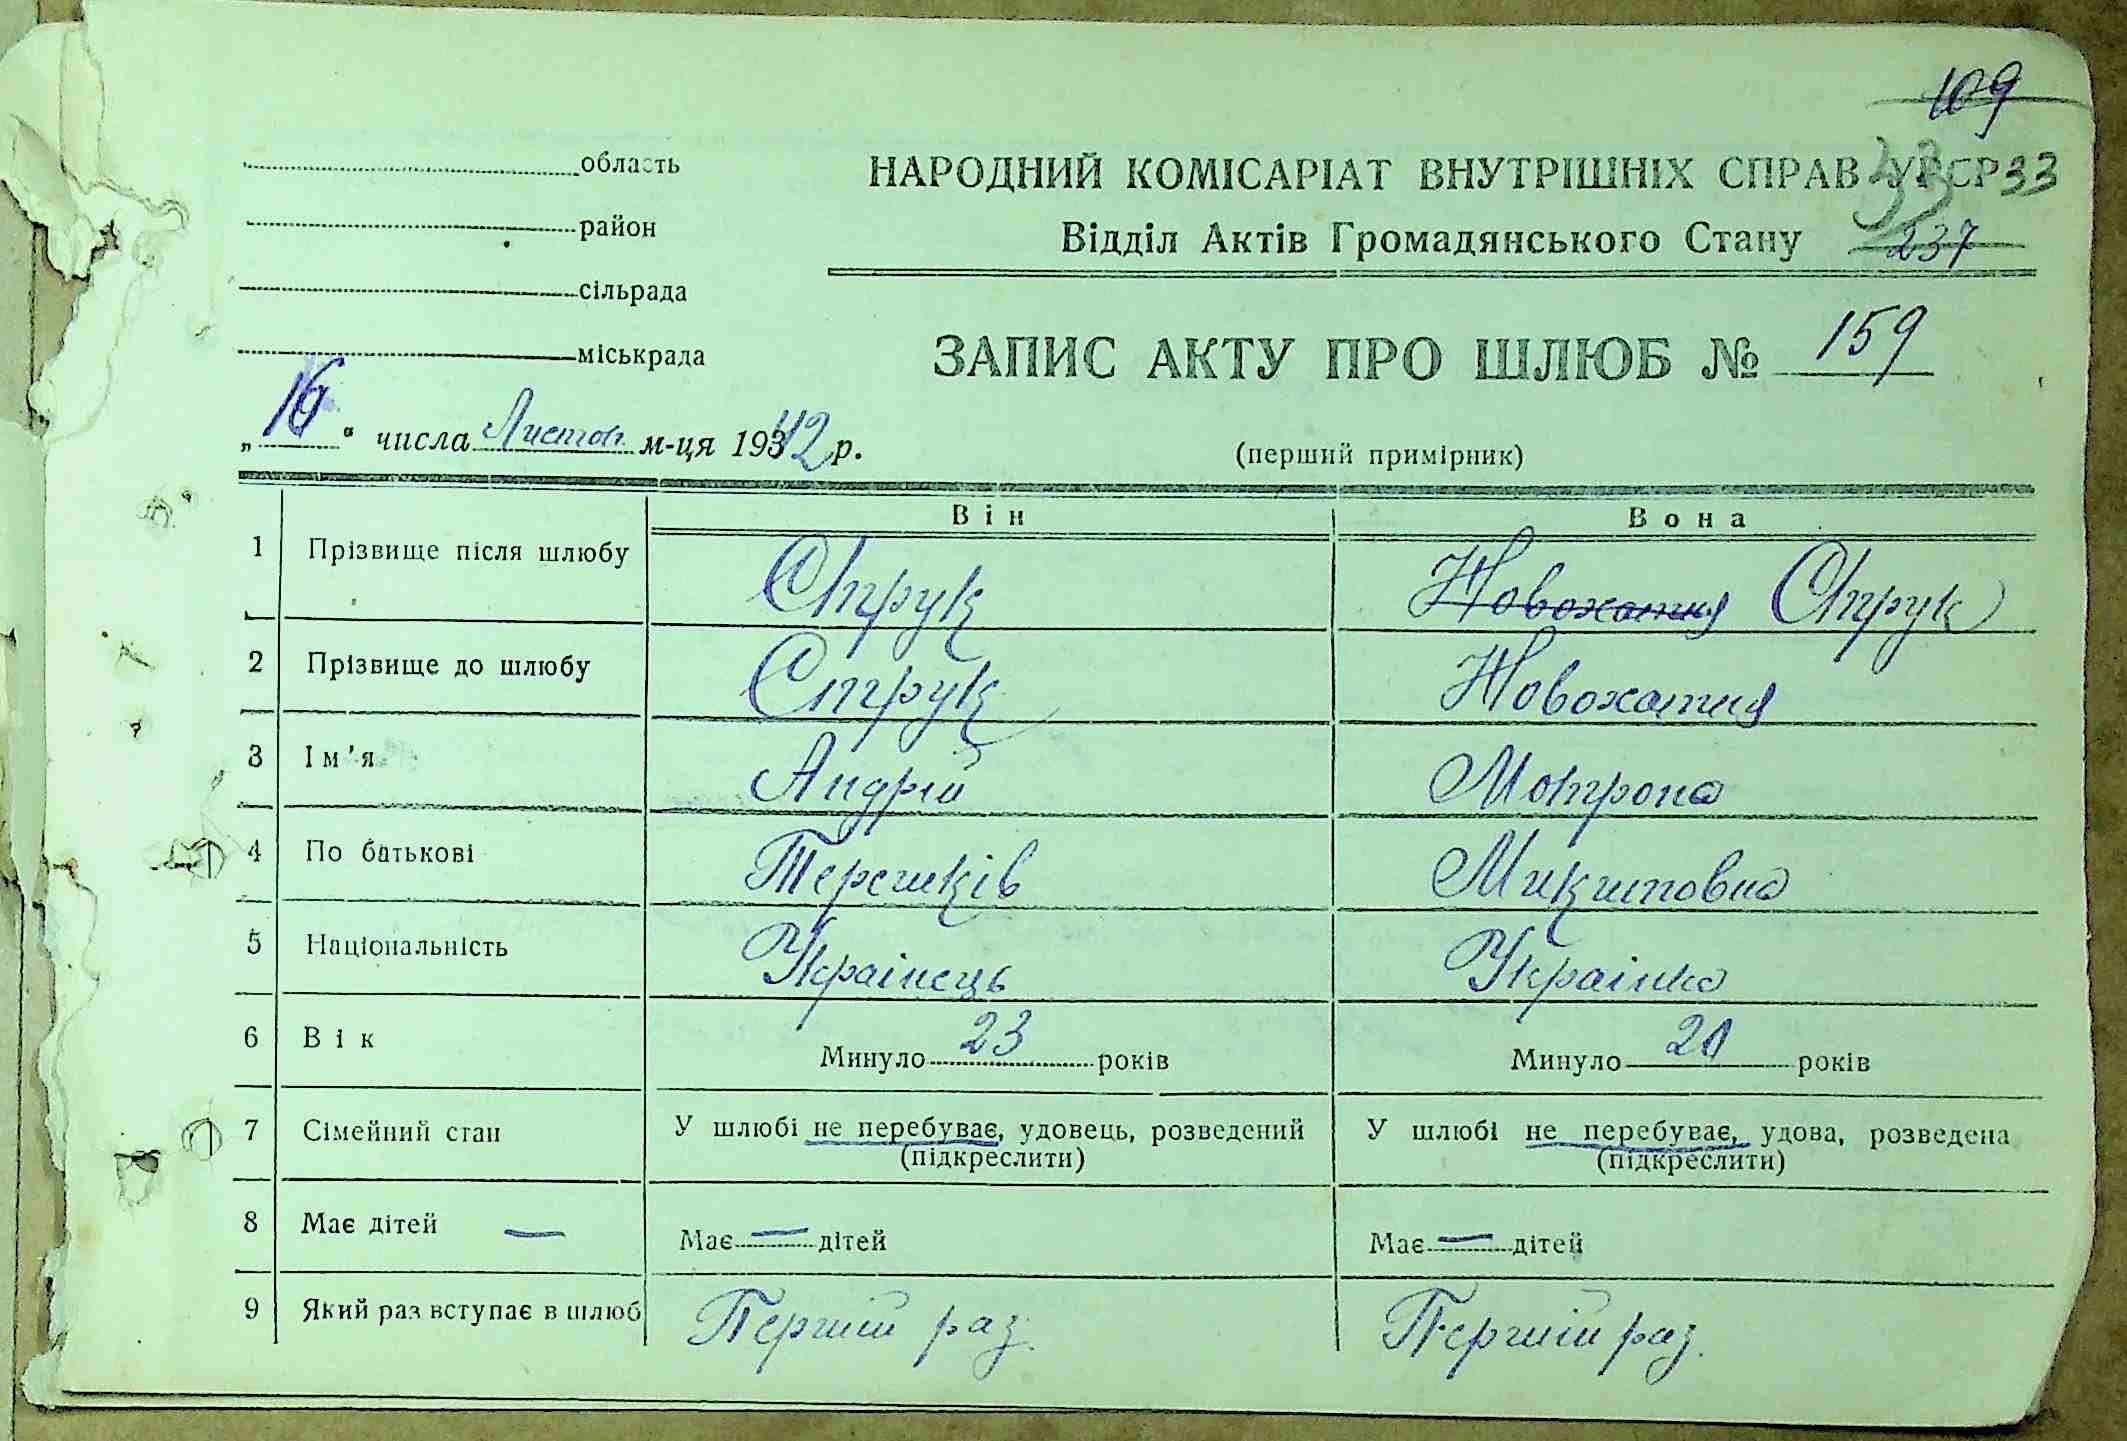 109
область
НАРОДНИЙ КОМІСАРІАТ ВНУТРІШНІХ СПРАВ УРСР 33
район
Відділ Актів Громадянського Стану 237
сільрада
ЗАПИС АКТУ ПРО ШЛЮБ № 159
міськрада
„16“ числа Листоп. м-ця 1942 р.
(перший примірник)
Він Вона
1 Прізвище після шлюбу Струк Новохатня Струк
2 Прізвище до шлюбу Струк Новохатня
3 Ім'я Андрій Мотрона
4 По батькові Терешків Микитовна
5 Національність Українець Українка
6 Вік Минуло 23 років Минуло 20 років
7 Сімейний стан У шлюбі не перебуває, удовець, розведений У шлюбі не перебуває, удова, розведена
(підкреслити) (підкреслити)
8 Має дітей — Має — дітей Має — дітей
9 Який раз вступає в шлюб Перший раз. Перший раз.